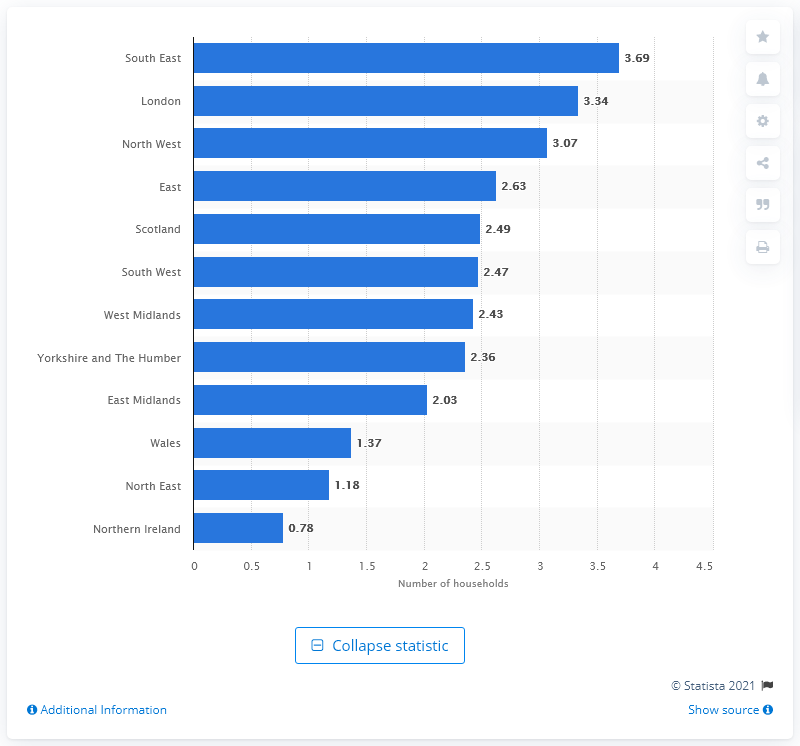 South East 3.69
London 3.34
North West 3.07
East 2.63
Scotland 2.49
South West 2.47
West Midlands 2.43
Yorkshire and The Humber 2.36
East Midlands 2.03
Wales 1.37
North East 1.18
Northern Ireland 0.78
0 0.5 1 1.5 2 2.5 3 3.5 4 4.5
Number of households
Collapse statistic
© Statista 2021
Additional Information Show source